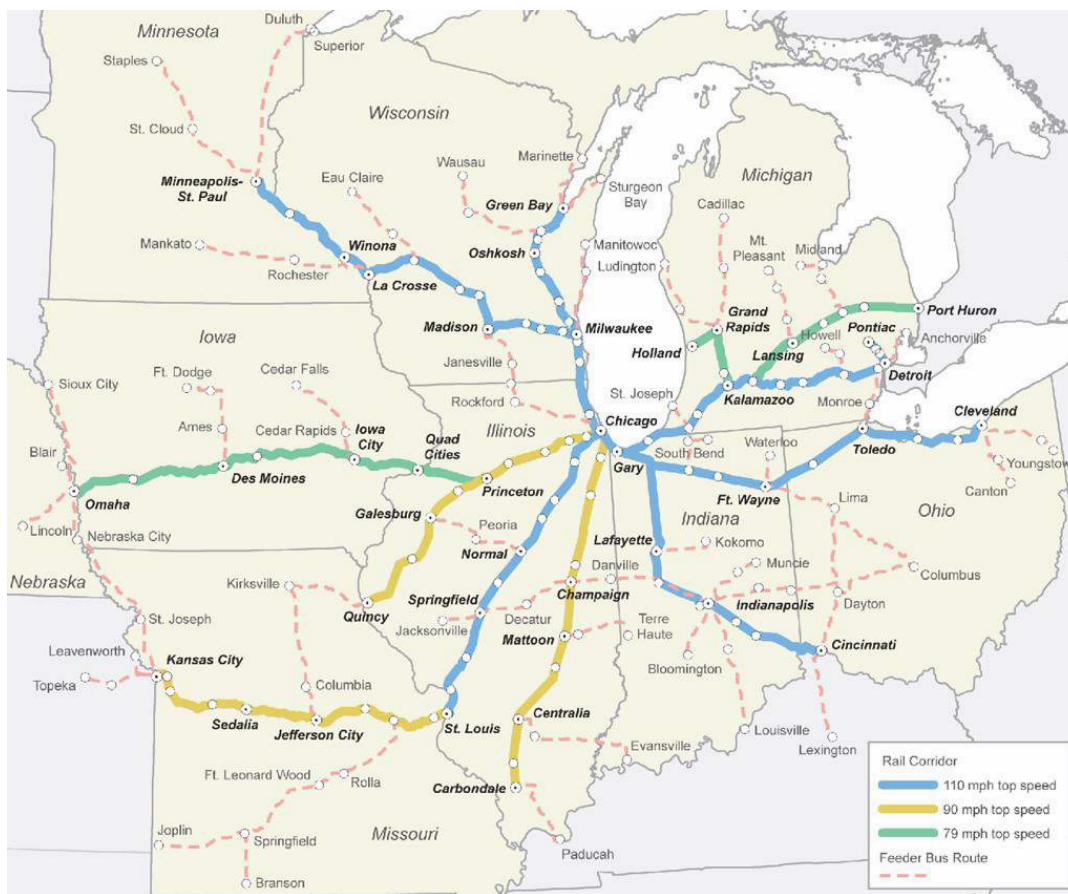 Duluth
Minnesota
Superior
Staples
Wisconsin
St. Cloud
Marinette
Wausau
Minneapolis-
St. Paul
Eau Claire
Green Bay
Sturgeon
Bay
Michigan
Cadillac
Mankato
Winona
Oshkosh
Manitowoc
Mt.
Pleasant
Midland
Rochester
La Crosse
Ludington
Grand
Rapids
Port Huron
Iowa
Madison
Milwaukee
Holland
Lansing
Howell
Pontiac
Anchorville
Janesville
Detroit
Sioux City
Ft. Dodge
Cedar Falls
Rockford
St. Joseph
Kalamazoo
Monroe
Cleveland
Illinois
Chicago
Ames
Cedar Rapids
Iowa
City
Quad
Cities
South Bend
Waterloo
Toledo
Blair
Gary
Youngstow
Des Moines
Princeton
Ft. Wayne
Canton
Omaha
Galesburg
Lima
Ohio
Lincoln
Peoria
Indiana
Nebraska City
Normal
Lafayette
Kokomo
Nebraska
Kirksville
Danville
Muncie
Columbus
Quincy
Springfield
Champaign
Indianapolis
Dayton
St. Joseph
Jacksonville
Decatur
Terre
Haute
Leavenworth
Kansas City
Mattoon
Bloomington
Cincinnati
Topeka
Columbia
Sedalia
Jefferson City
St. Louis
Centralia
Louisville
Lexington
Evansville
Ft. Leonard Wood
Rolla
Carbondale
Joplin
Springfield
Missouri
Paducah
Branson
Rail Corridor
110 mph top speed
90 mph top speed
79 mph top speed
Feeder Bus Route